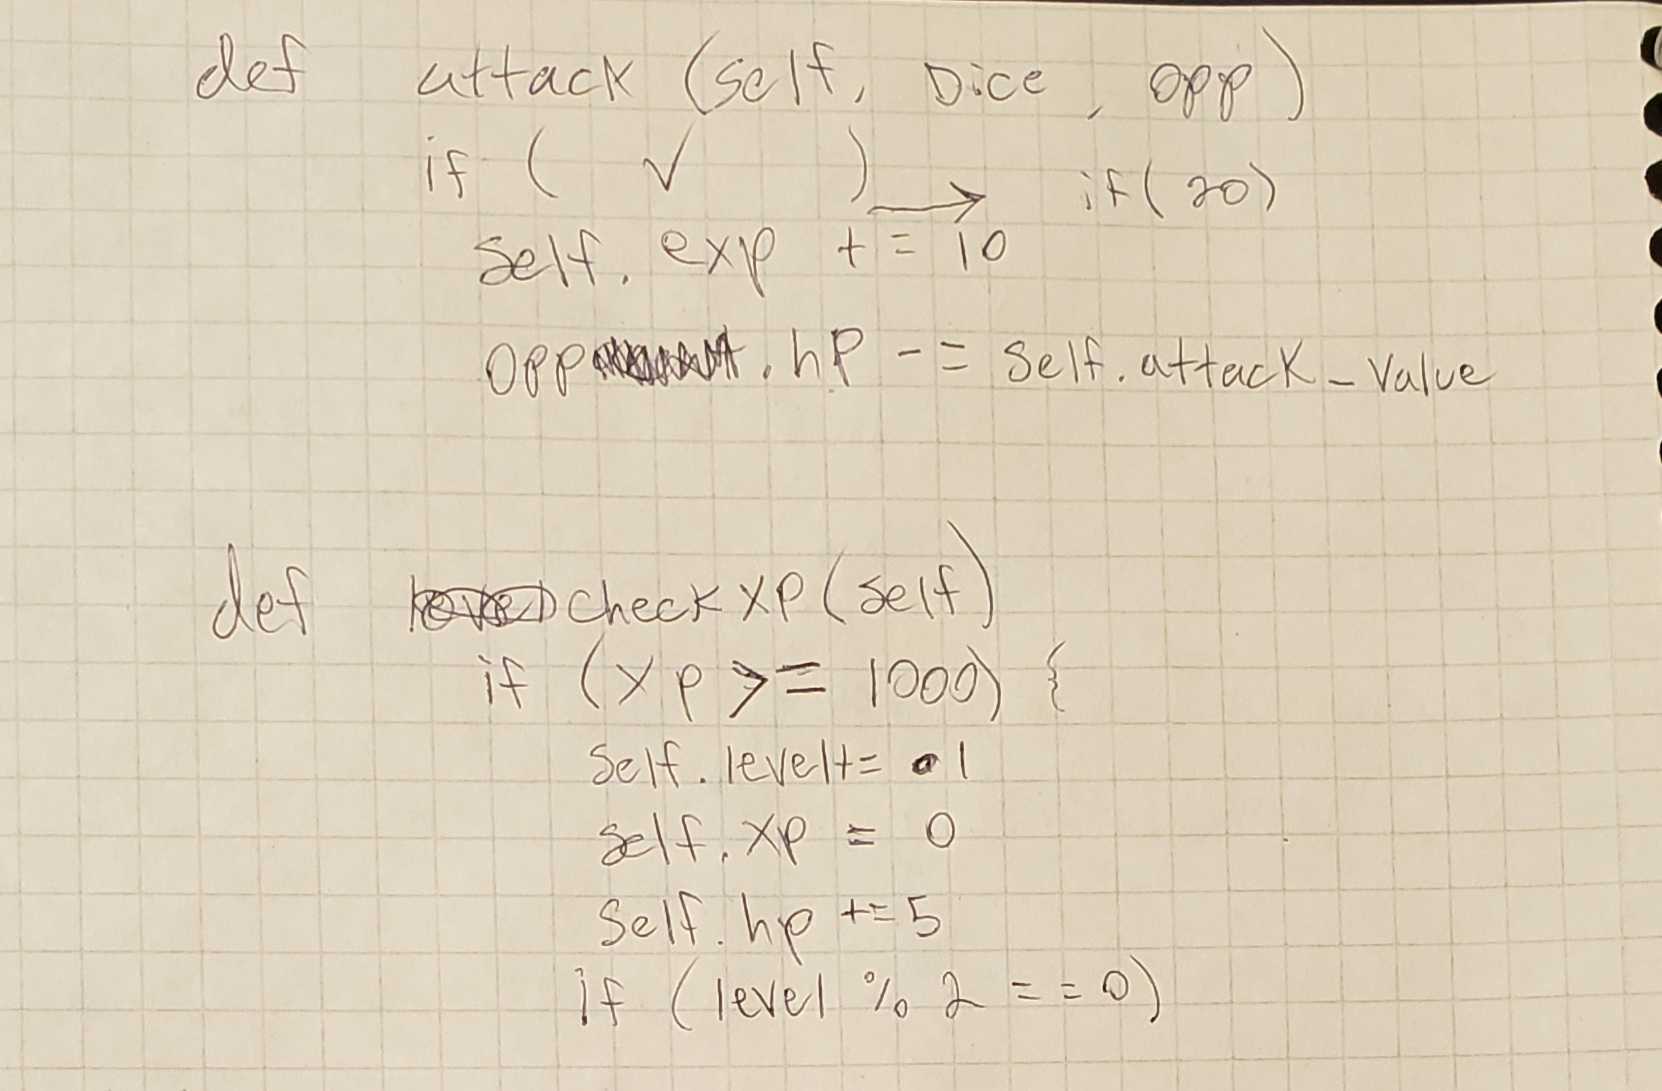 def attack (self, Dice, opp)
if ( ✓ ) → if(20)
self. exp += 10
opp.hp -= self.attack_value
def checkXP(self)
if (xp >= 1000) {
self.level+= 1
self.xp = 0
self.hp +=5
if (level % 2 == 0)